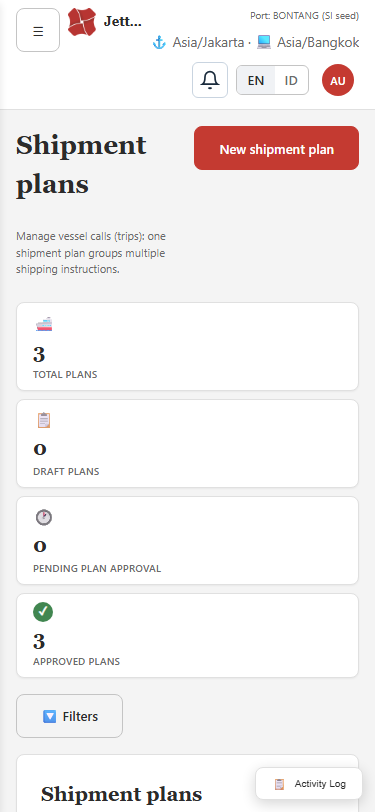 ☰
Jett...
Port: BONTANG (SI seed)
Asia/Jakarta · Asia/Bangkok
EN ID
AU
Shipment
plans
New shipment plan
Manage vessel calls (trips): one
shipment plan groups multiple
shipping instructions.
3
TOTAL PLANS
0
DRAFT PLANS
0
PENDING PLAN APPROVAL
3
APPROVED PLANS
Filters
Shipment plans
Activity Log